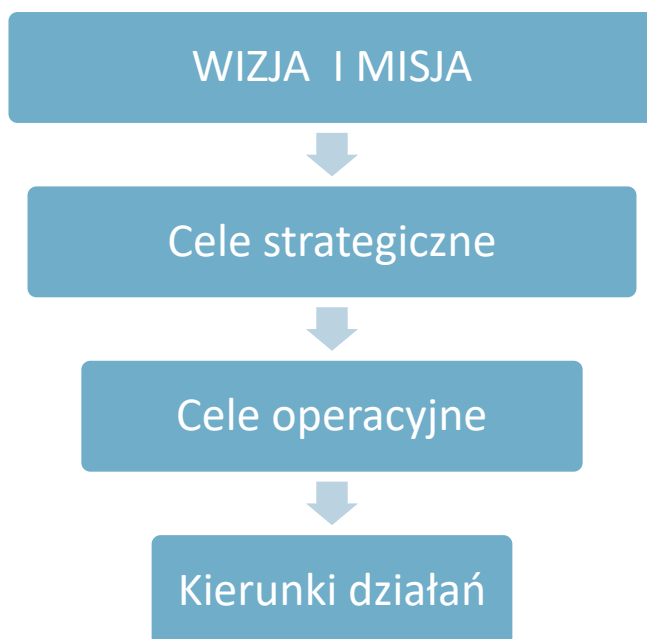 WIZJA  I MISJA
Cele strategiczne
Cele operacyjne
Kierunki działań